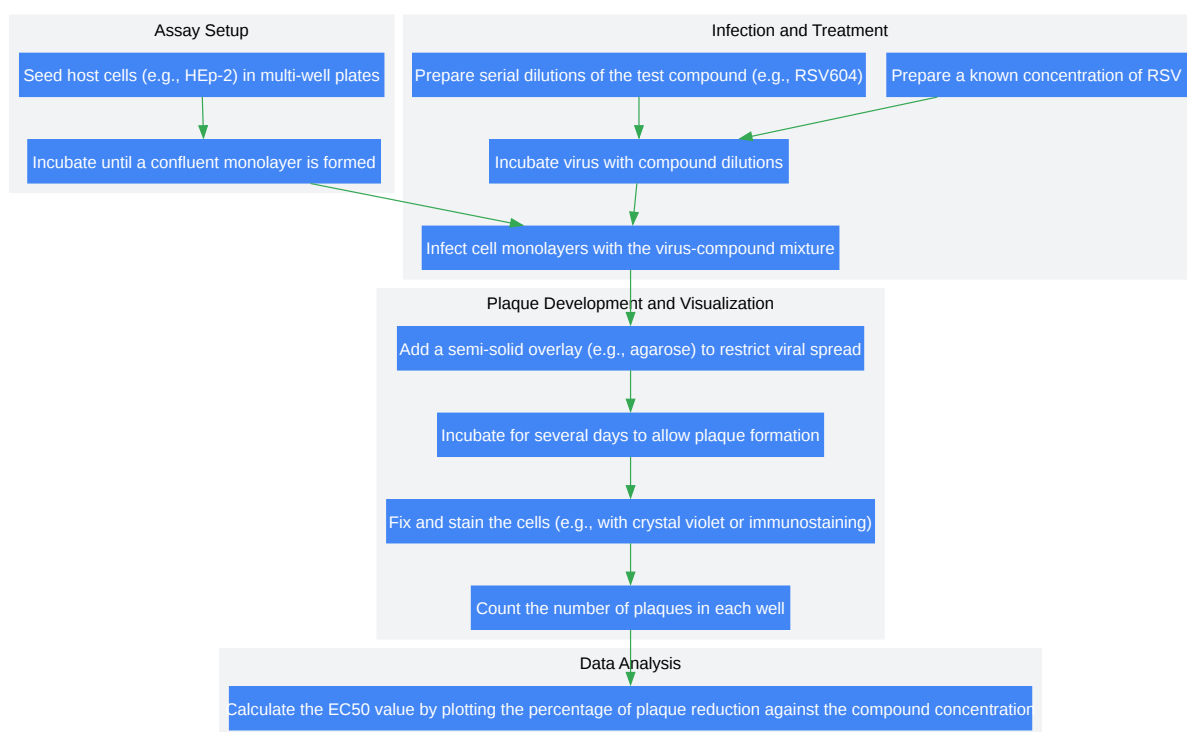 Assay Setup
Seed host cells (e.g., HEp-2) in multi-well plates
Incubate until a confluent monolayer is formed
Infection and Treatment
Prepare serial dilutions of the test compound (e.g., RSV604)
Prepare a known concentration of RSV
Incubate virus with compound dilutions
Infect cell monolayers with the virus-compound mixture
Plaque Development and Visualization
Add a semi-solid overlay (e.g., agarose) to restrict viral spread
Incubate for several days to allow plaque formation
Fix and stain the cells (e.g., with crystal violet or immunostaining)
Count the number of plaques in each well
Data Analysis
Calculate the EC50 value by plotting the percentage of plaque reduction against the compound concentration